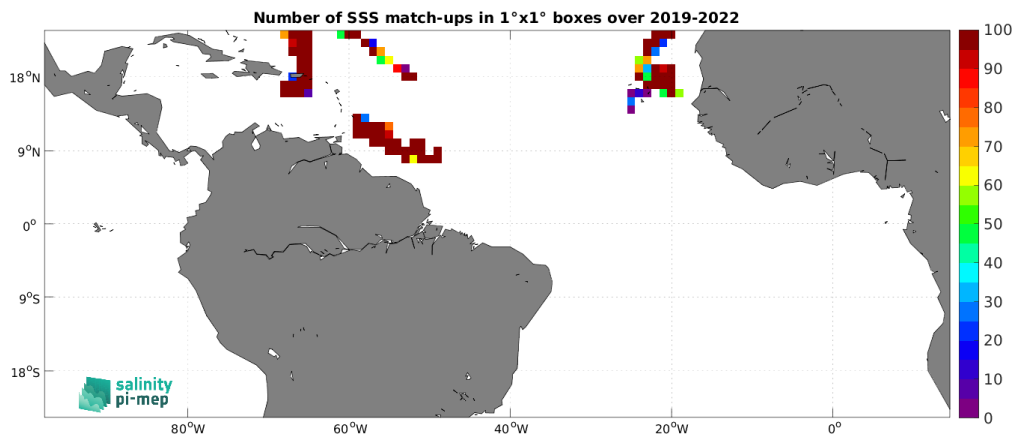 Number of SSS match-ups in 1°x1° boxes over 2019-2022
100
90
80
70
60
50
40
30
20
10
0
18°N
9°N
0°
9°S
18°S
80°W
60°W
40°W
20°W
0°
salinity
pi-mep